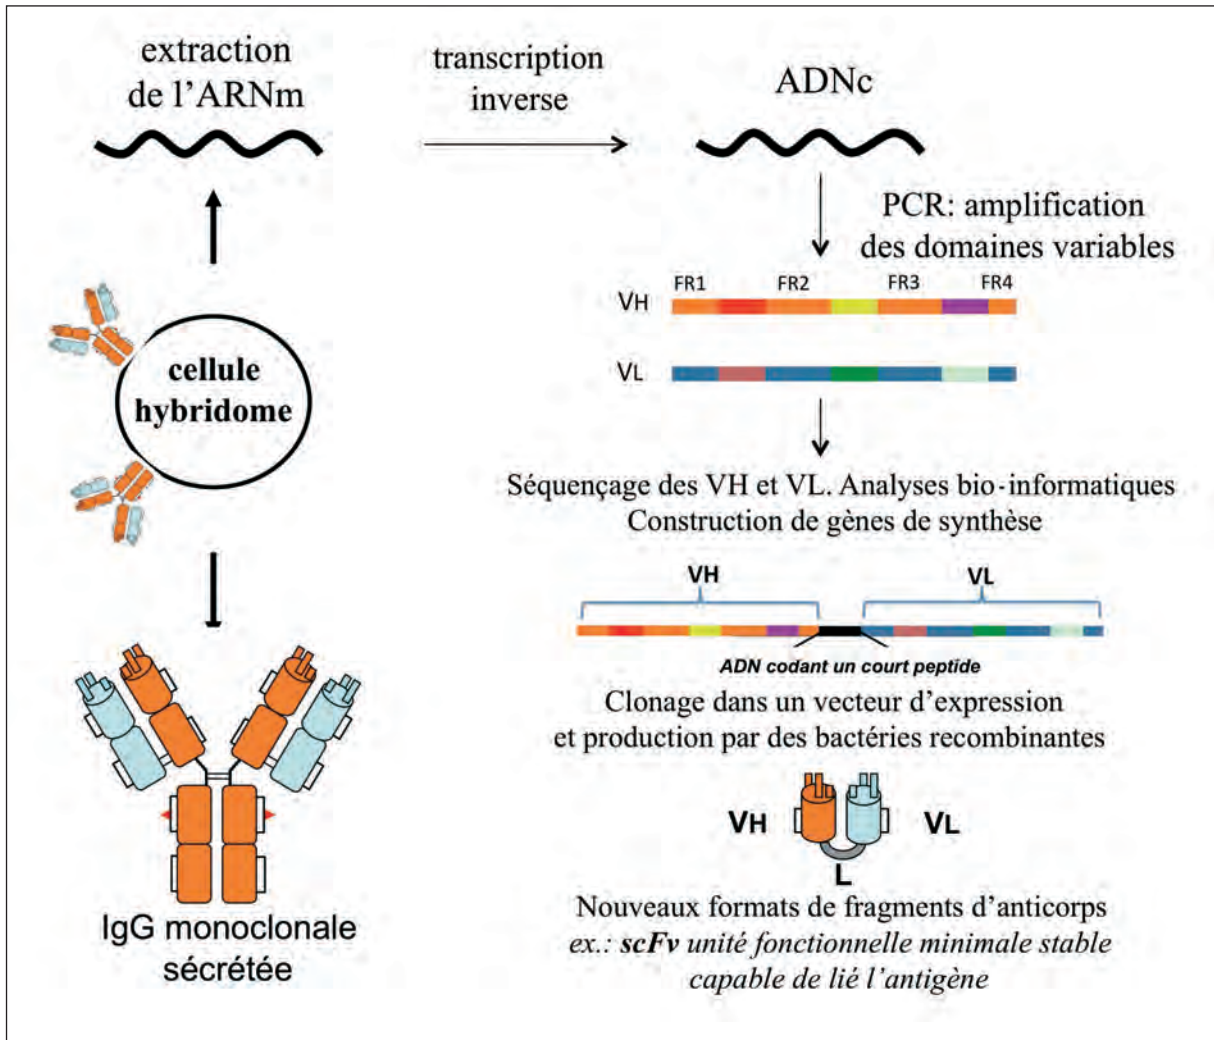 extraction
de l'ARNm
transcription
inverse
ADNc
PCR: amplification
des domaines variables
FR1 FR2 FR3 FR4
VH
VL
cellule
hybridome
Séquençage des VH et VL. Analyses bio-informatiques
Construction de gènes de synthèse
VH VL
ADN codant un court peptide
Clonage dans un vecteur d'expression
et production par des bactéries recombinantes
VH VL
L
IgG monoclonale
sécrétée
Nouveaux formats de fragments d'anticorps
ex.: scFv unité fonctionnelle minimale stable
capable de lié l'antigène